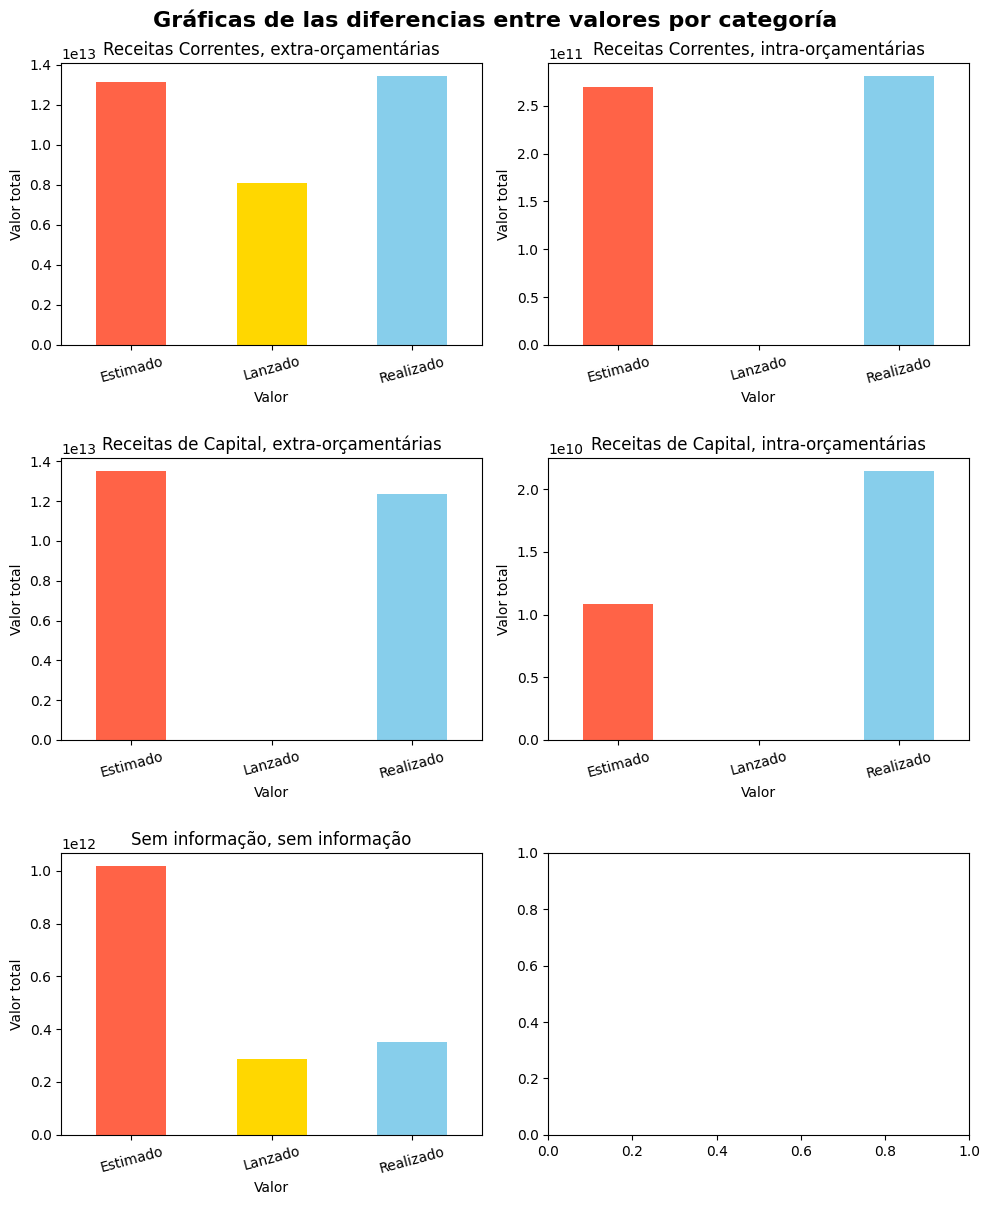 Gráficas de las diferencias entre valores por categoría
1e13
Receitas Correntes, extra-orçamentárias
1.4
1.2
1.0
0.8
0.6
0.4
0.2
0.0
Valor total
Estimado
Lanzado
Realizado
Valor
1e11
Receitas Correntes, intra-orçamentárias
2.5
2.0
1.5
1.0
0.5
0.0
Valor total
Estimado
Lanzado
Realizado
Valor
1e13
Receitas de Capital, extra-orçamentárias
1.4
1.2
1.0
0.8
0.6
0.4
0.2
0.0
Valor total
Estimado
Lanzado
Realizado
Valor
1e10
Receitas de Capital, intra-orçamentárias
2.0
1.5
1.0
0.5
0.0
Valor total
Estimado
Lanzado
Realizado
Valor
1e12
Sem informação, sem informação
1.0
0.8
0.6
0.4
0.2
0.0
Valor total
Estimado
Lanzado
Realizado
Valor
1.0
0.8
0.6
0.4
0.2
0.0
0.0 0.2 0.4 0.6 0.8 1.0